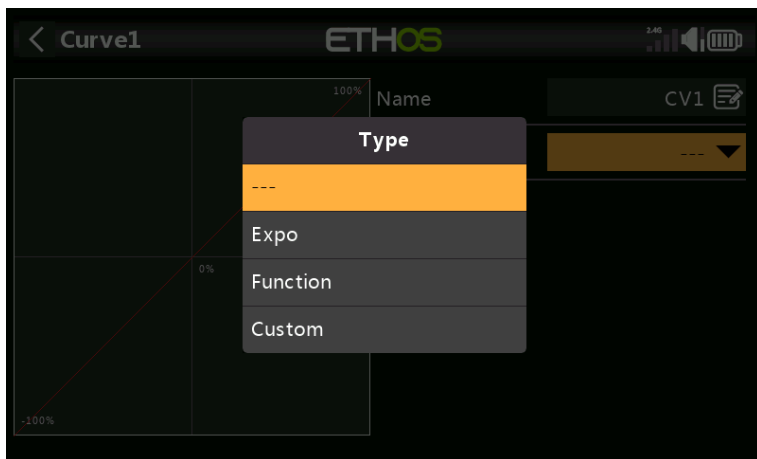 Curve1
ETHOS
2.4G
100%
Name
CV1
Type
---
---
Expo
0%
Function
Custom
-100%